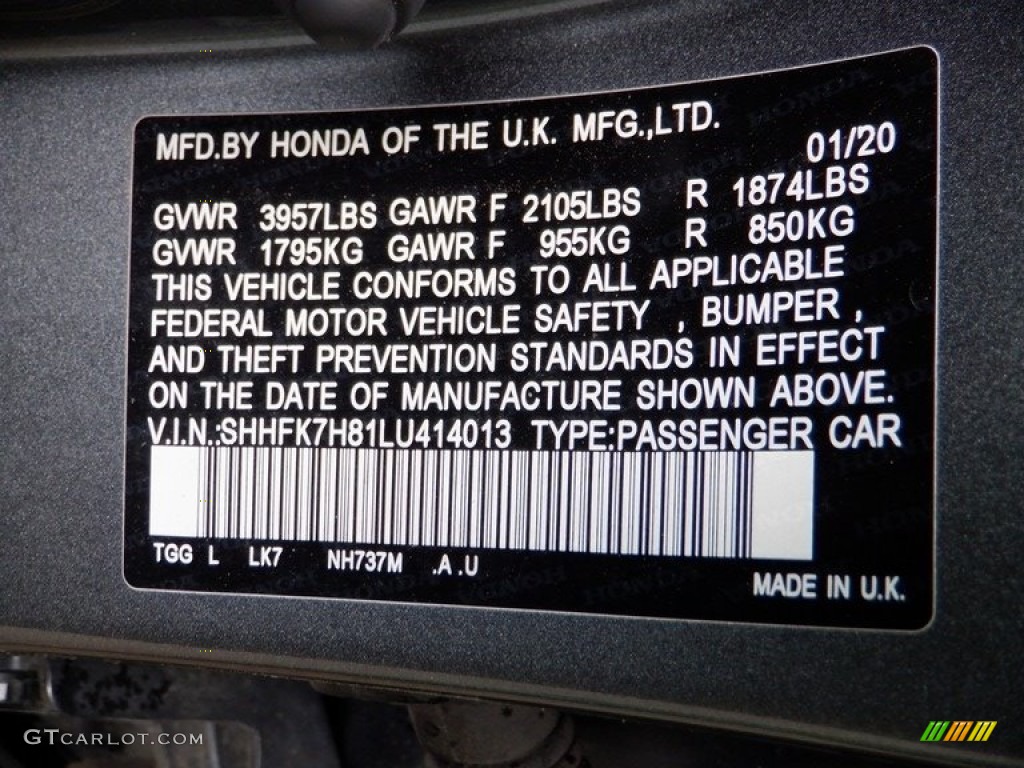 MFD.BY HONDA OF THE U.K. MFG.,LTD.
01/20
GVWR 3957LBS GAWR F 2105LBS R 1874LBS
GVWR 1795KG GAWR F 955KG R 850KG
THIS VEHICLE CONFORMS TO ALL APPLICABLE
FEDERAL MOTOR VEHICLE SAFETY , BUMPER ,
AND THEFT PREVENTION STANDARDS IN EFFECT
ON THE DATE OF MANUFACTURE SHOWN ABOVE.
V.I.N.:SHHFK7H81LU414013 TYPE:PASSENGER CAR
TGG L LK7 NH737M .A .U
MADE IN U.K.
GTCARLOT.COM